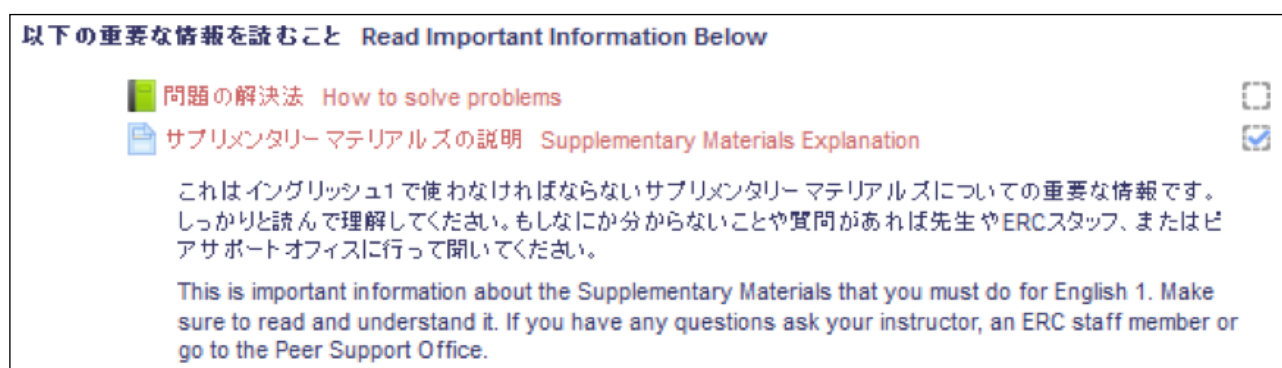 以下の重要な情報を読むこと Read Important Information Below
問題の解決法 How to solve problems
サプリメンタリーマテリアルズの説明 Supplementary Materials Explanation
これはイングリッシュ1で使わなければならないサプリメンタリーマテリアルズについての重要な情報です。
しっかりと読んで理解してください。もしなにか分からないことや質問があれば先生やERCスタッフ、またはピ
アサポートオフィスに行って聞いてください。
This is important information about the Supplementary Materials that you must do for English 1. Make
sure to read and understand it. If you have any questions ask your instructor, an ERC staff member or
go to the Peer Support Office.